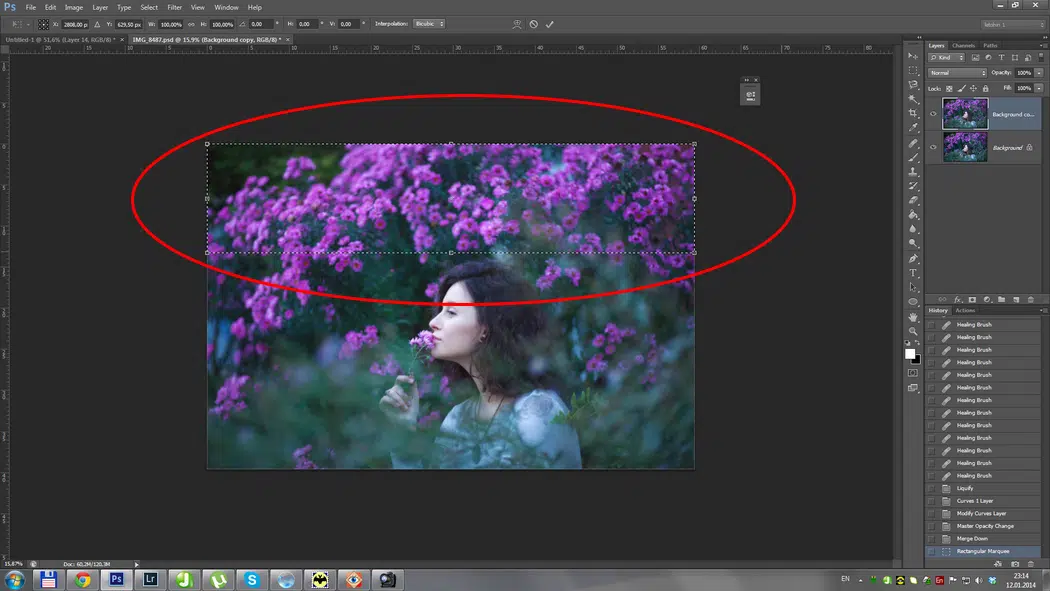 Ps File Edit Image Layer Type Select Filter View Window Help
X: 2808,00 p Y: 629,50 px W: 100,00% H: 100,00% 0,00 ° H: 0,00 ° V: 0,00 ° Interpolation: Bicubic
Untitled-1 @ 51,6% (Layer 14, RGB/8) * × IMG_8487.psd @ 15,9% (Background copy, RGB/8) * ×
Layers Channels Paths
Kind
Normal Opacity: 100%
Lock: Fill: 100%
Background co...
Background
History Actions
Healing Brush
Healing Brush
Healing Brush
Healing Brush
Healing Brush
Healing Brush
Healing Brush
Healing Brush
Healing Brush
Healing Brush
Healing Brush
Healing Brush
Healing Brush
Liquify
Curves 1 Layer
Modify Curves Layer
Master Opacity Change
Merge Down
Rectangular Marquee
15,87% Doc: 60,2M/120,3M
Ps Lr EN 23:14
12.01.2014